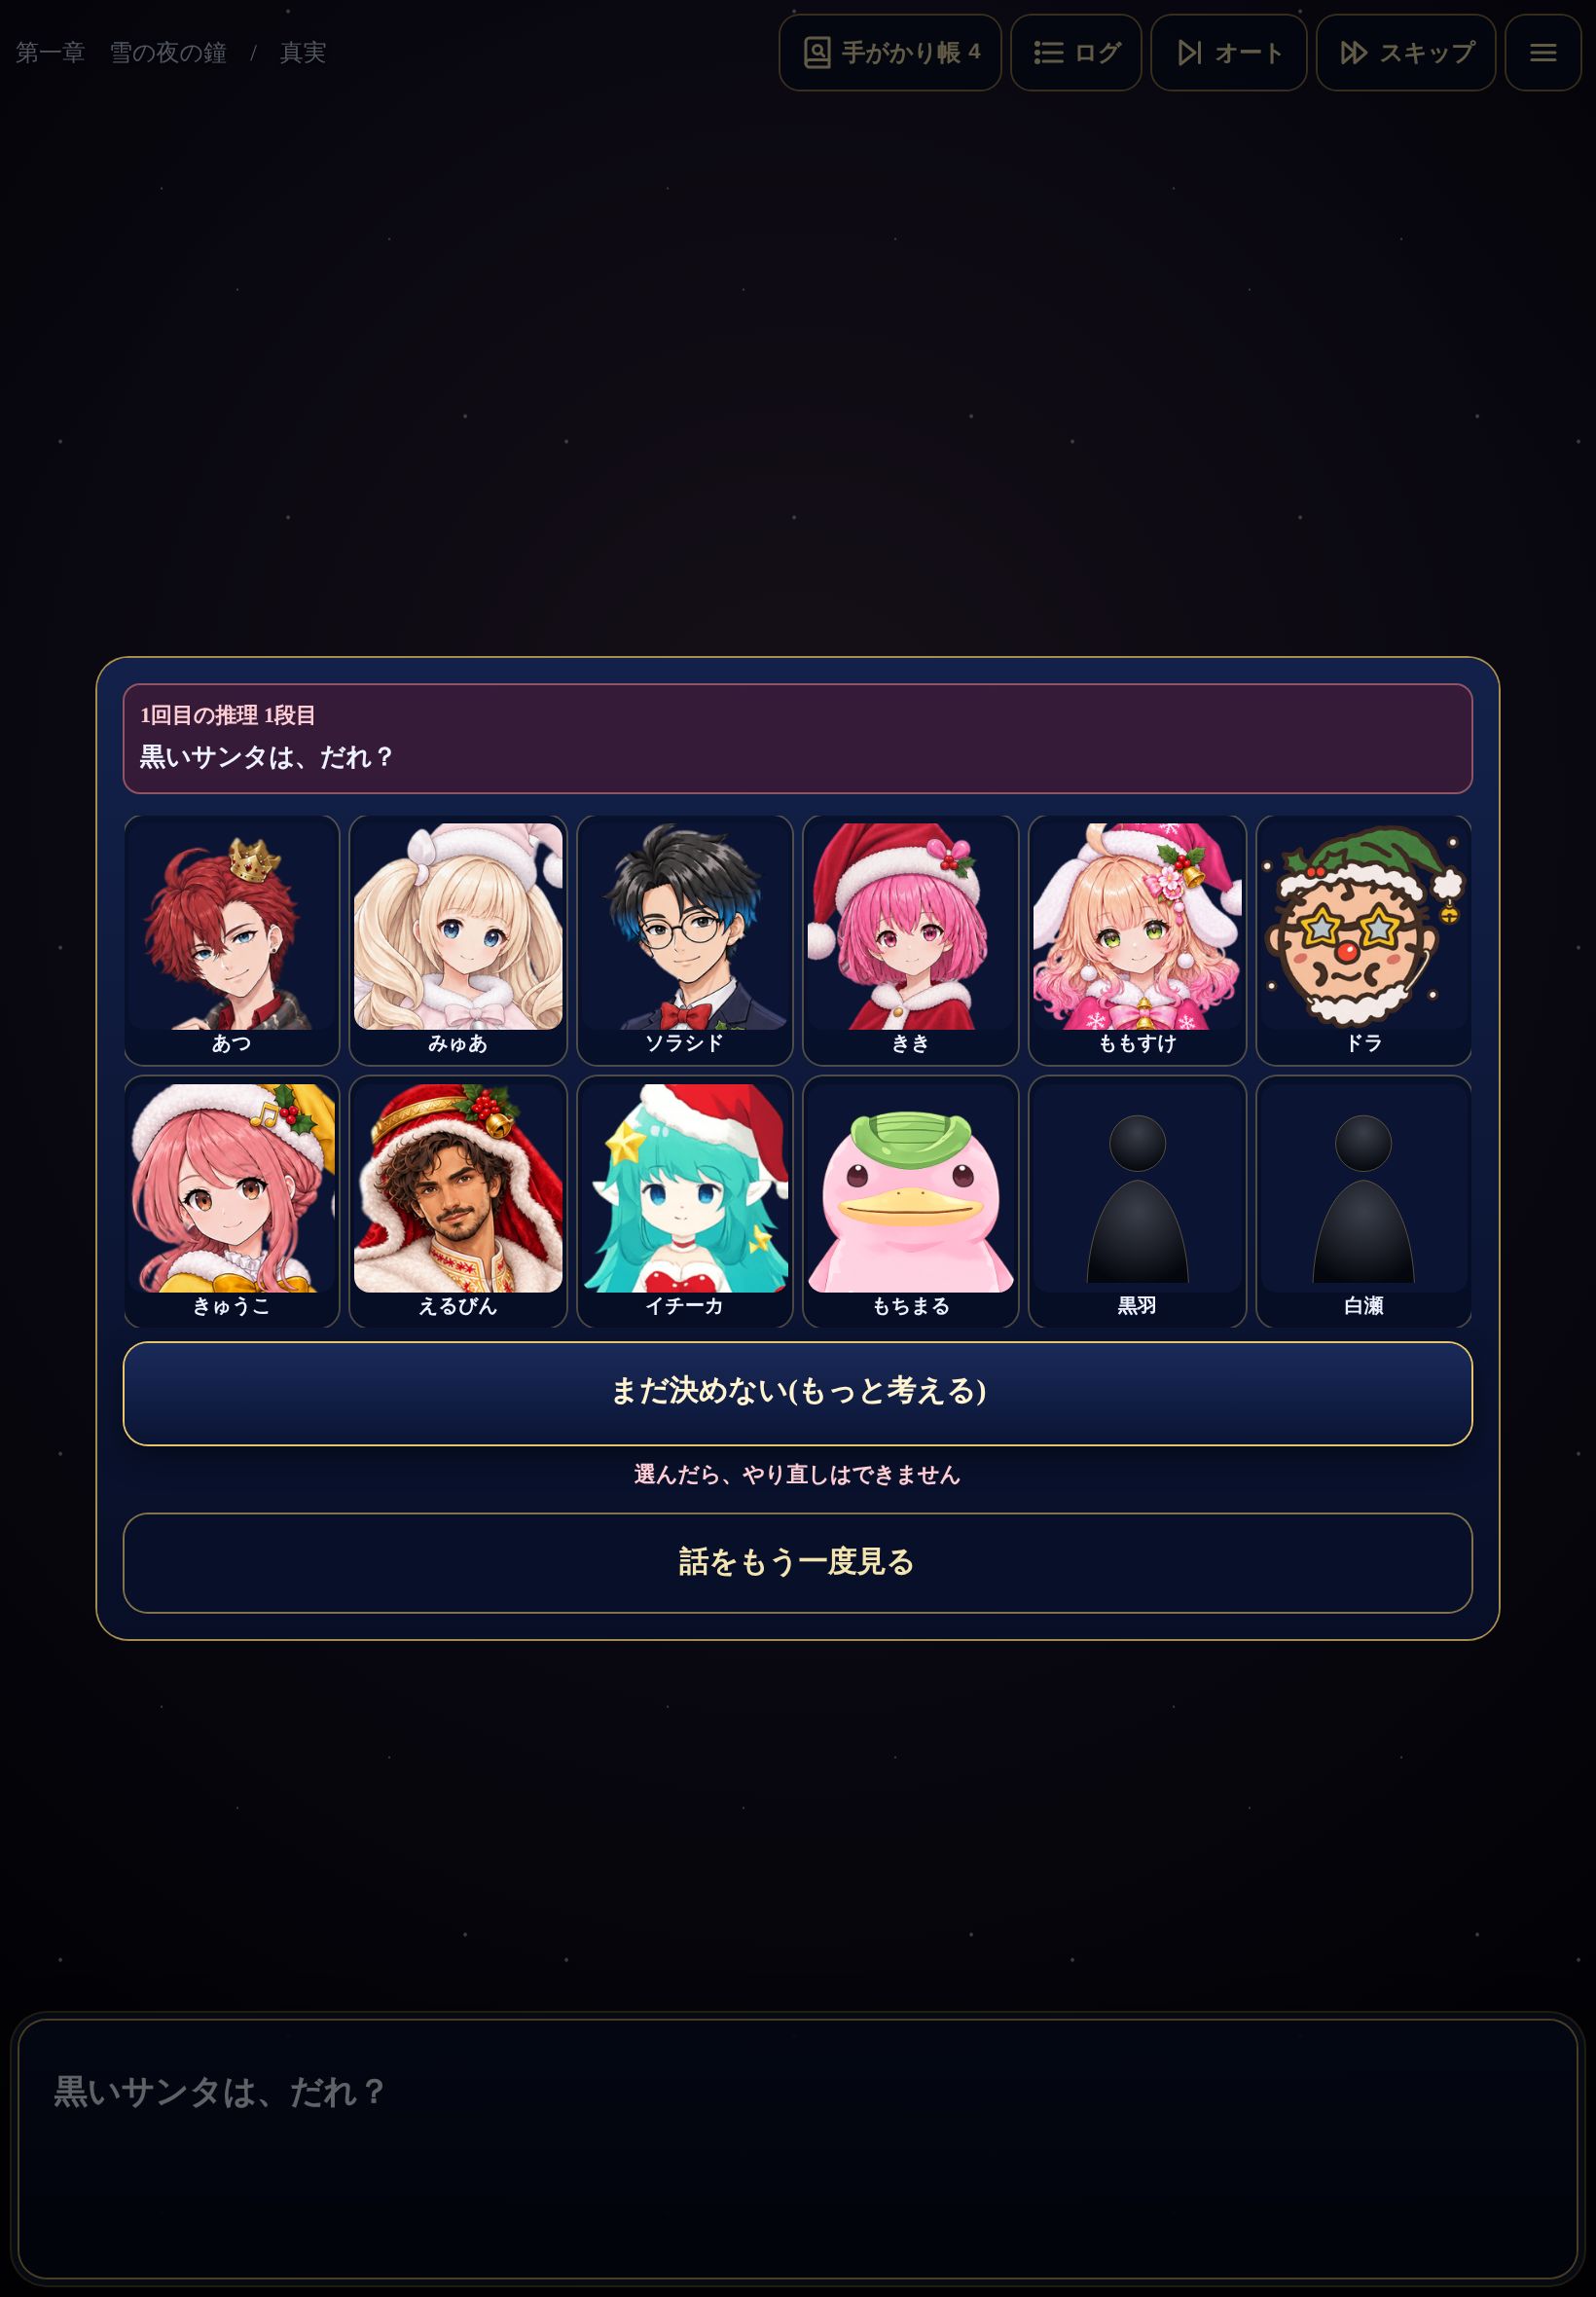 第一章 雪の夜の鐘 / 真実
手がかり帳 4
ログ
オート
スキップ
1回目の推理 1段目
黒いサンタは、だれ？
あつ
みゅあ
ソラシド
きき
ももすけ
ドラ
きゅうこ
えるびん
イチーカ
もちまる
黒羽
白瀬
まだ決めない(もっと考える)
選んだら、やり直しはできません
話をもう一度見る
黒いサンタは、だれ？